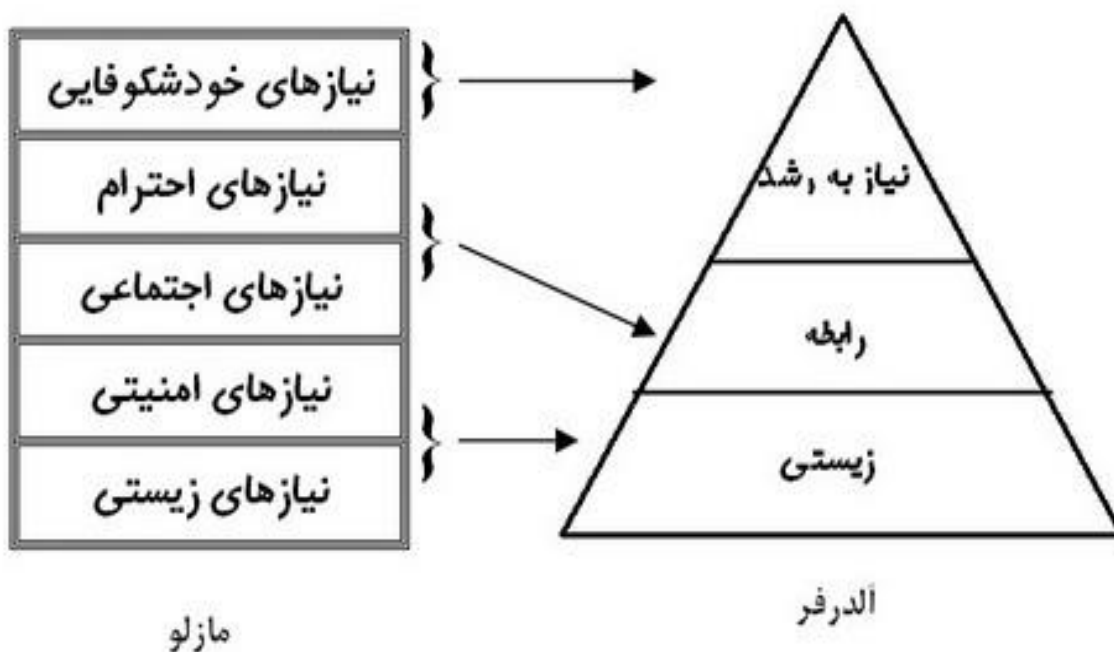 نیازهای خودشکوفایی
نیازهای احترام
نیازهای اجتماعی
نیازهای امنیتی
نیازهای زیستی
مازلو
نیاز به رشد
رابطه
زیستی
آلدرفر